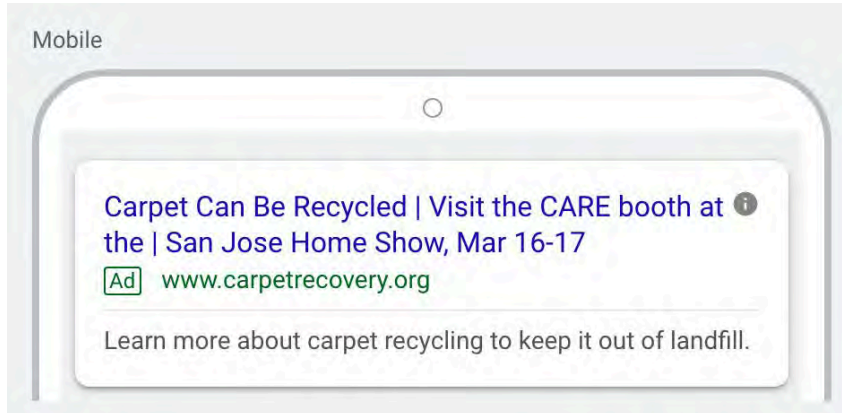 Mobile
Carpet Can Be Recycled | Visit the CARE booth at
the | San Jose Home Show, Mar 16-17
Ad www.carpetrecovery.org
Learn more about carpet recycling to keep it out of landfill.